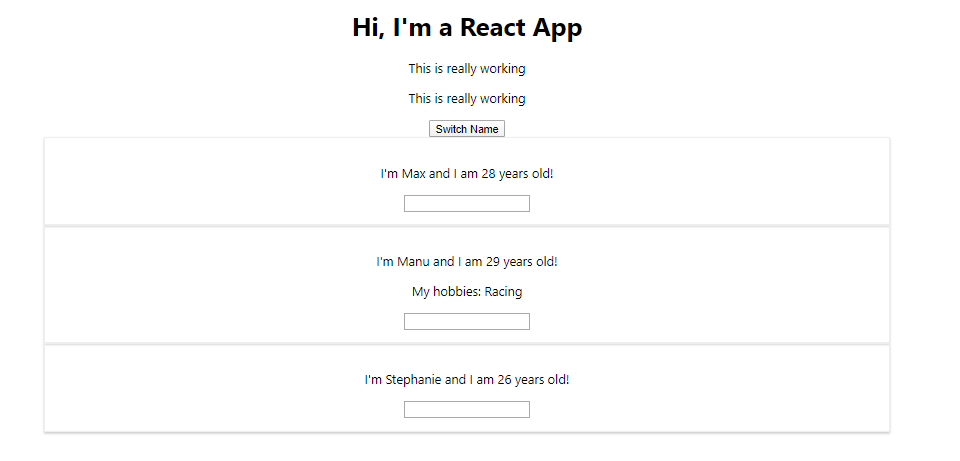 Hi, I'm a React App
This is really working
This is really working
Switch Name
I'm Max and I am 28 years old!
I'm Manu and I am 29 years old!
My hobbies: Racing
I'm Stephanie and I am 26 years old!